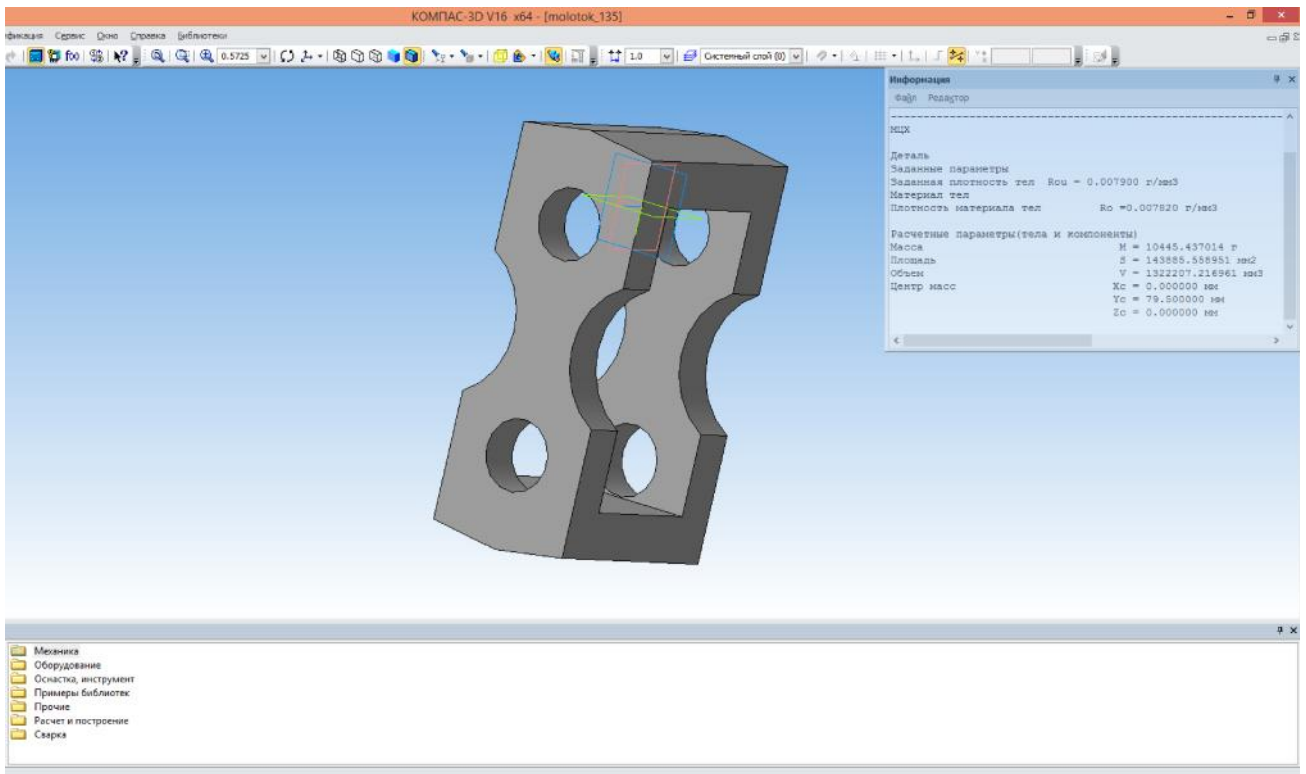 КОМПАС-3D V16 x64 - [molotok_135]
фикация Сервис Окно Справка Библиотеки
f(x) 0.5725 1.0 Системный слой (0)
Информация
Файл Редактор
МЦХ
Деталь
Заданные параметры
Заданная плотность тел Rou = 0.007900 г/мм3
Материал тел
Плотность материала тел Ro =0.007820 г/мм3
Расчетные параметры(тела и компоненты)
Масса M = 10445.437014 г
Площадь S = 143885.558951 мм2
Объем V = 1322207.216961 мм3
Центр масс Xc = 0.000000 мм
Yc = 79.500000 мм
Zc = 0.000000 мм
Механика
Оборудование
Оснастка, инструмент
Примеры библиотек
Прочие
Расчет и построение
Сварка